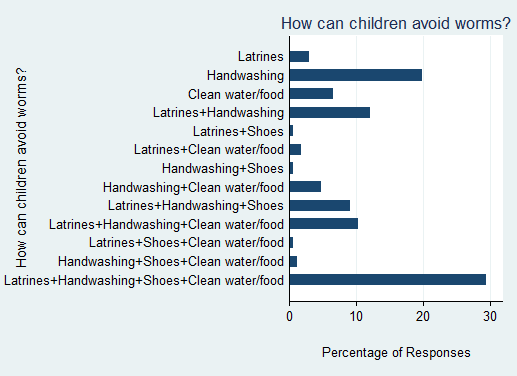 How can children avoid worms?
How can children avoid worms?
Latrines
Handwashing
Clean water/food
Latrines+Handwashing
Latrines+Shoes
Latrines+Clean water/food
Handwashing+Shoes
Handwashing+Clean water/food
Latrines+Handwashing+Shoes
Latrines+Handwashing+Clean water/food
Latrines+Shoes+Clean water/food
Handwashing+Shoes+Clean water/food
Latrines+Handwashing+Shoes+Clean water/food
0 10 20 30
Percentage of Responses